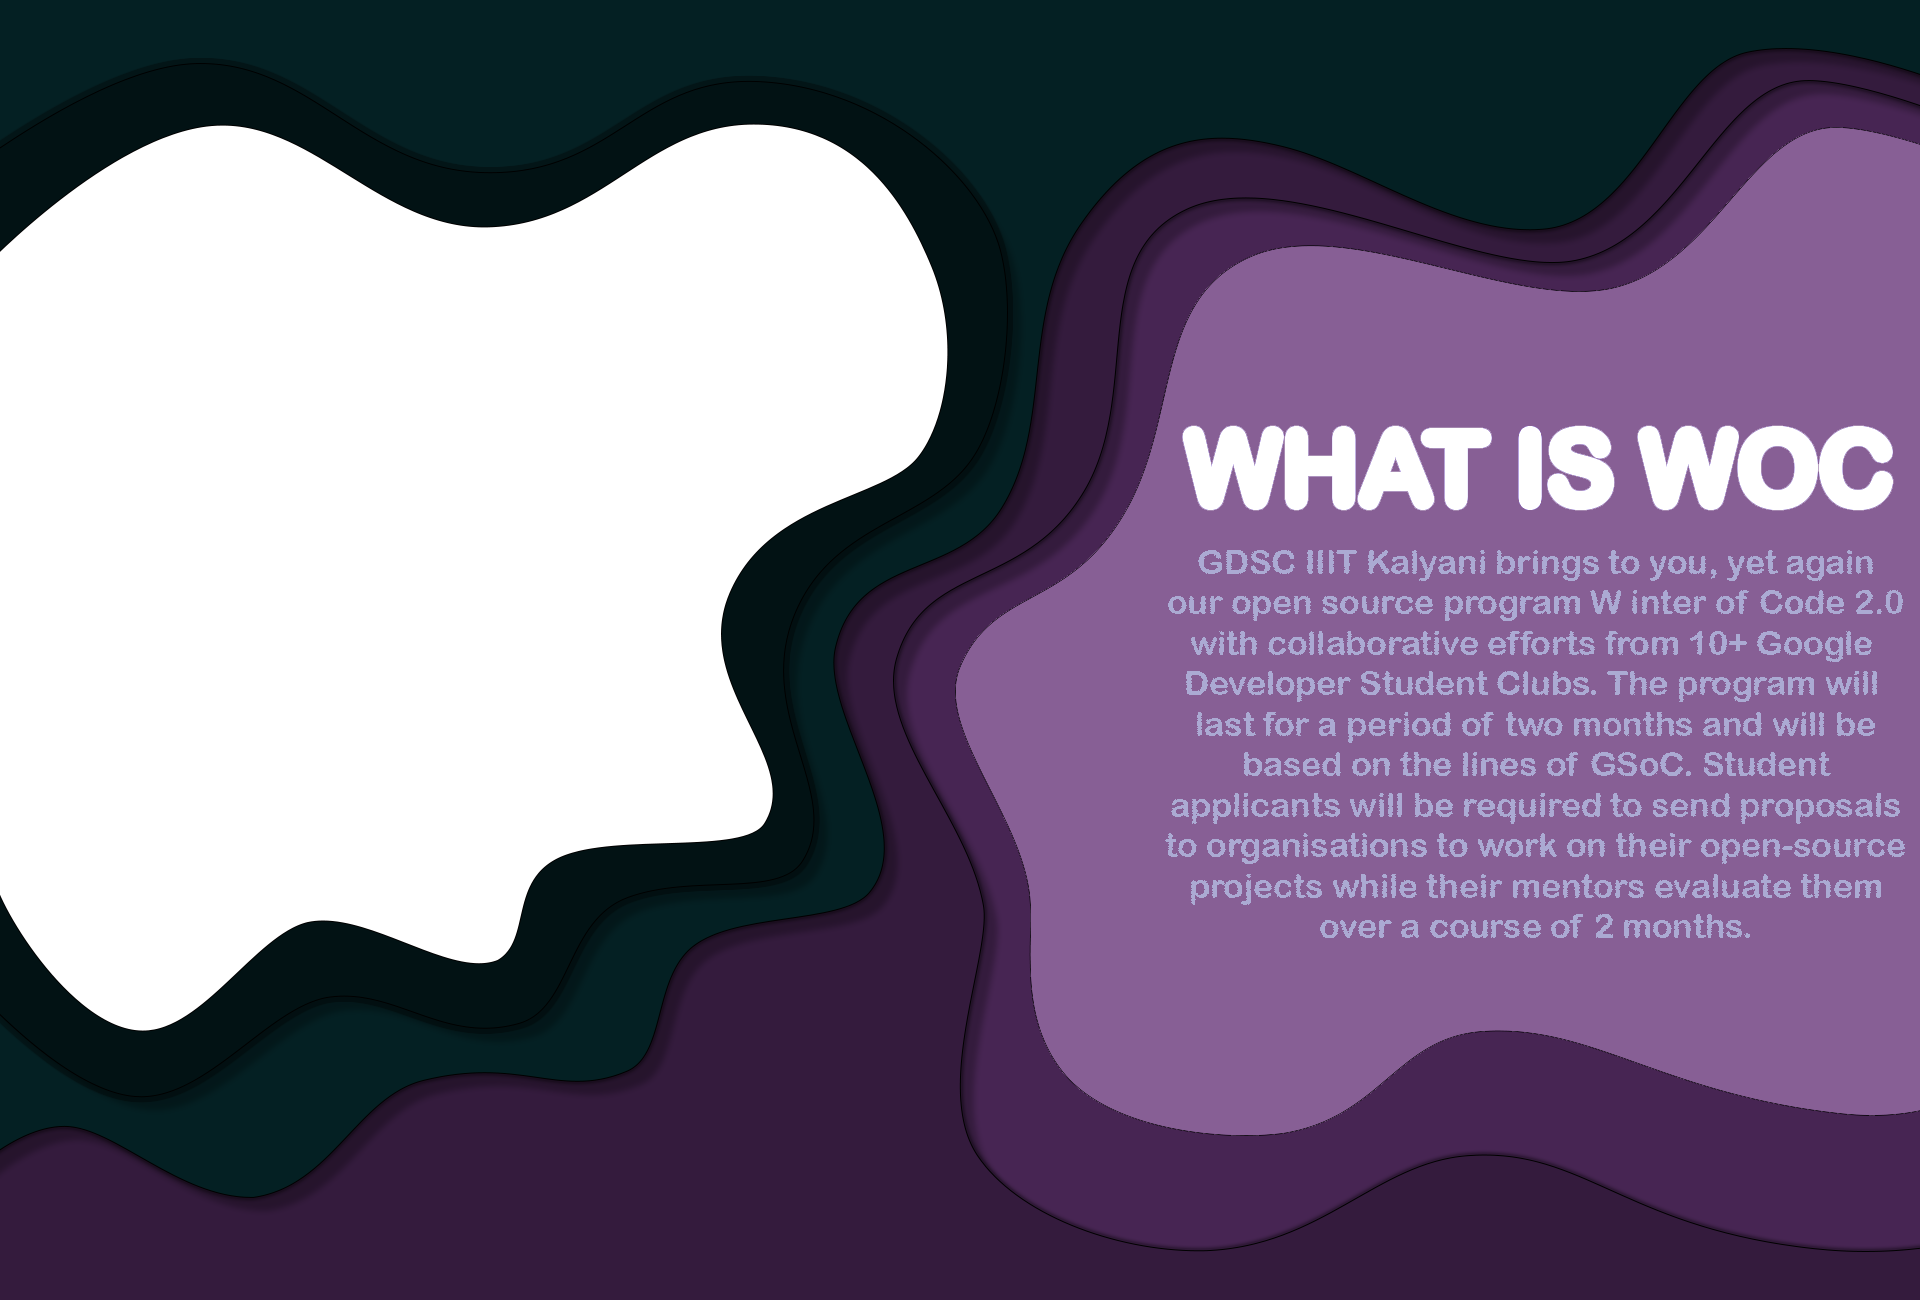 WHAT IS WOC
GDSC IIIT Kalyani brings to you, yet again
our open source program W inter of Code 2.0
with collaborative efforts from 10+ Google
Developer Student Clubs. The program will
last for a period of two months and will be
based on the lines of GSoC. Student
applicants will be required to send proposals
to organisations to work on their open-source
projects while their mentors evaluate them
over a course of 2 months.